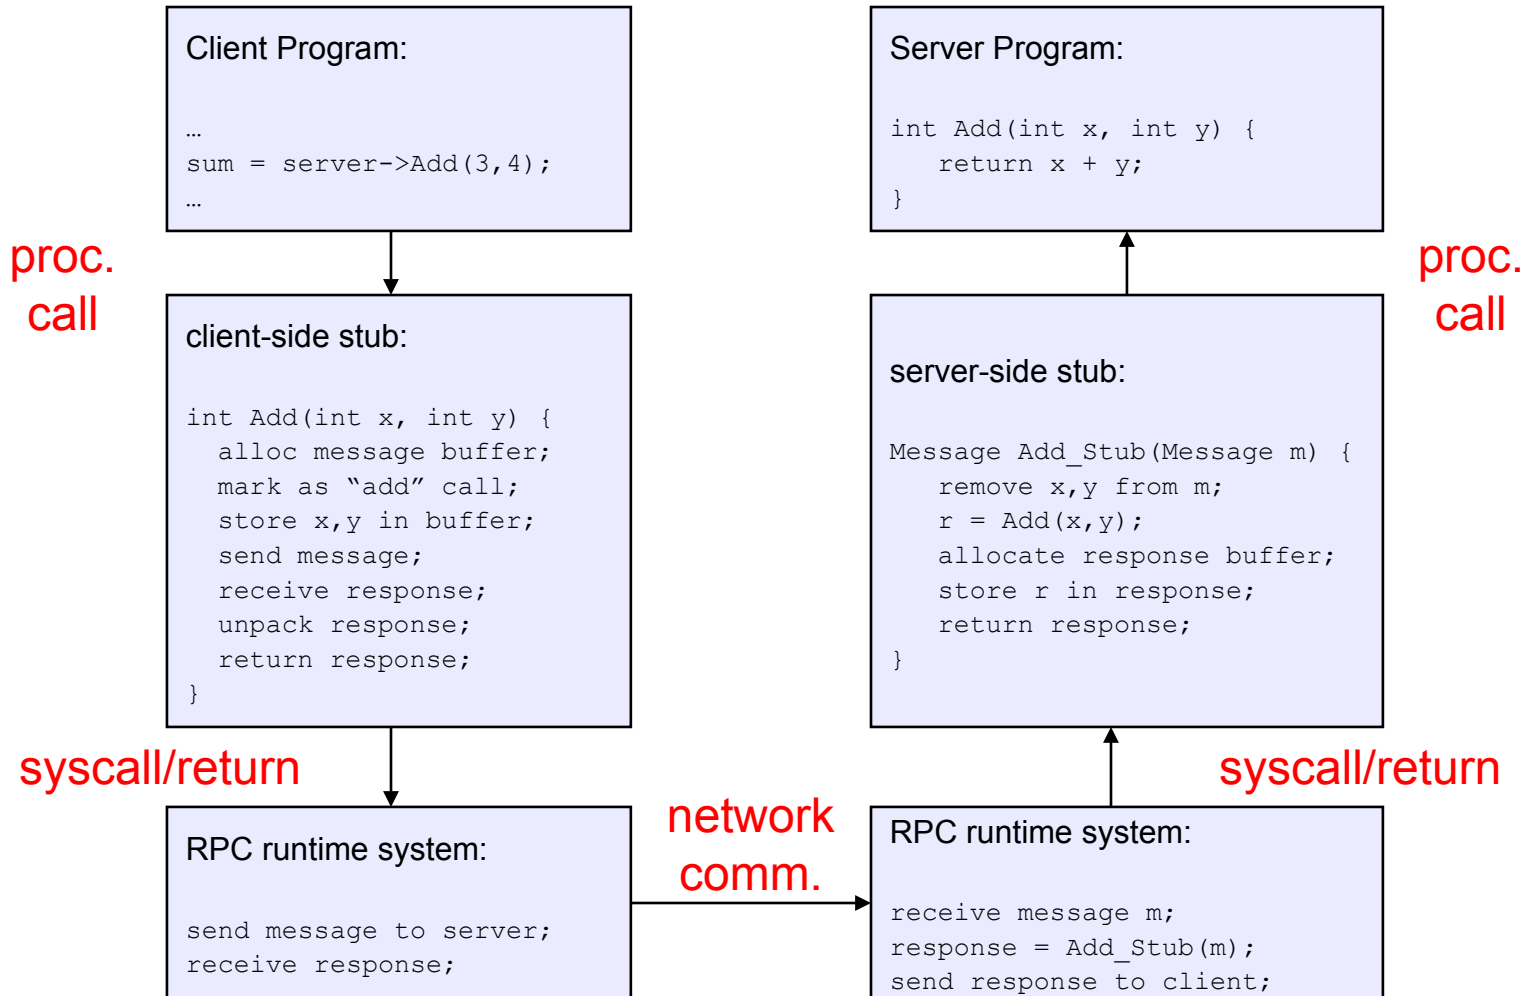 Client Program:
…
sum = server->Add(3,4);
…
proc.
call
client-side stub:
int Add(int x, int y) {
alloc message buffer;
mark as “add” call;
store x,y in buffer;
send message;
receive response;
unpack response;
return response;
}
syscall/return
RPC runtime system:
send message to server;
receive response;
network
comm.
Server Program:
int Add(int x, int y) {
return x + y;
}
proc.
call
server-side stub:
Message Add_Stub(Message m) {
remove x,y from m;
r = Add(x,y);
allocate response buffer;
store r in response;
return response;
}
syscall/return
RPC runtime system:
receive message m;
response = Add_Stub(m);
send response to client;